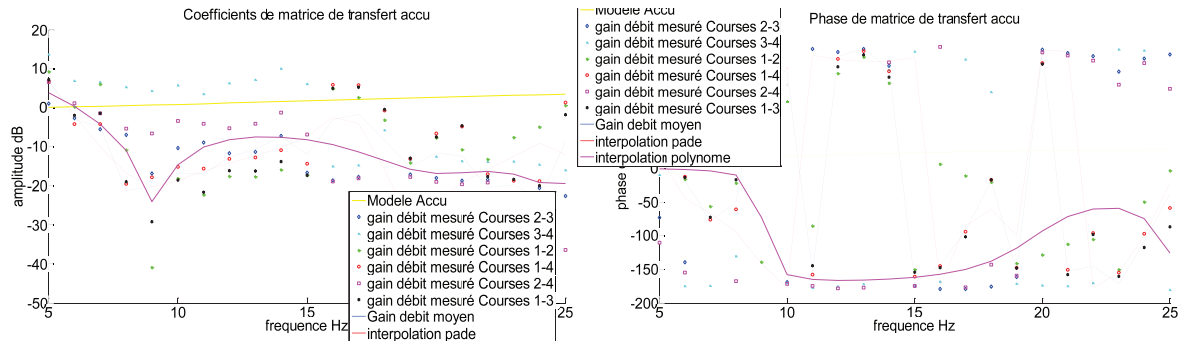 Coefficients de matrice de transfert accu
20
10
0
-10
-20
-30
-40
-50
amplitude dB
5
10
15
25
frequence Hz
Modele Accu
gain débit mesuré Courses 2-3
gain débit mesuré Courses 3-4
gain débit mesuré Courses 1-2
gain débit mesuré Courses 1-4
gain débit mesuré Courses 2-4
gain débit mesuré Courses 1-3
Gain debit moyen
interpolation pade
Phase de matrice de transfert accu
Modele Accu
gain débit mesuré Courses 2-3
gain débit mesuré Courses 3-4
gain débit mesuré Courses 1-2
gain débit mesuré Courses 1-4
gain débit mesuré Courses 2-4
gain débit mesuré Courses 1-3
Gain debit moyen
interpolation pade
interpolation polynome
phase
0
-50
-100
-150
-200
5
10
15
20
25
frequence Hz